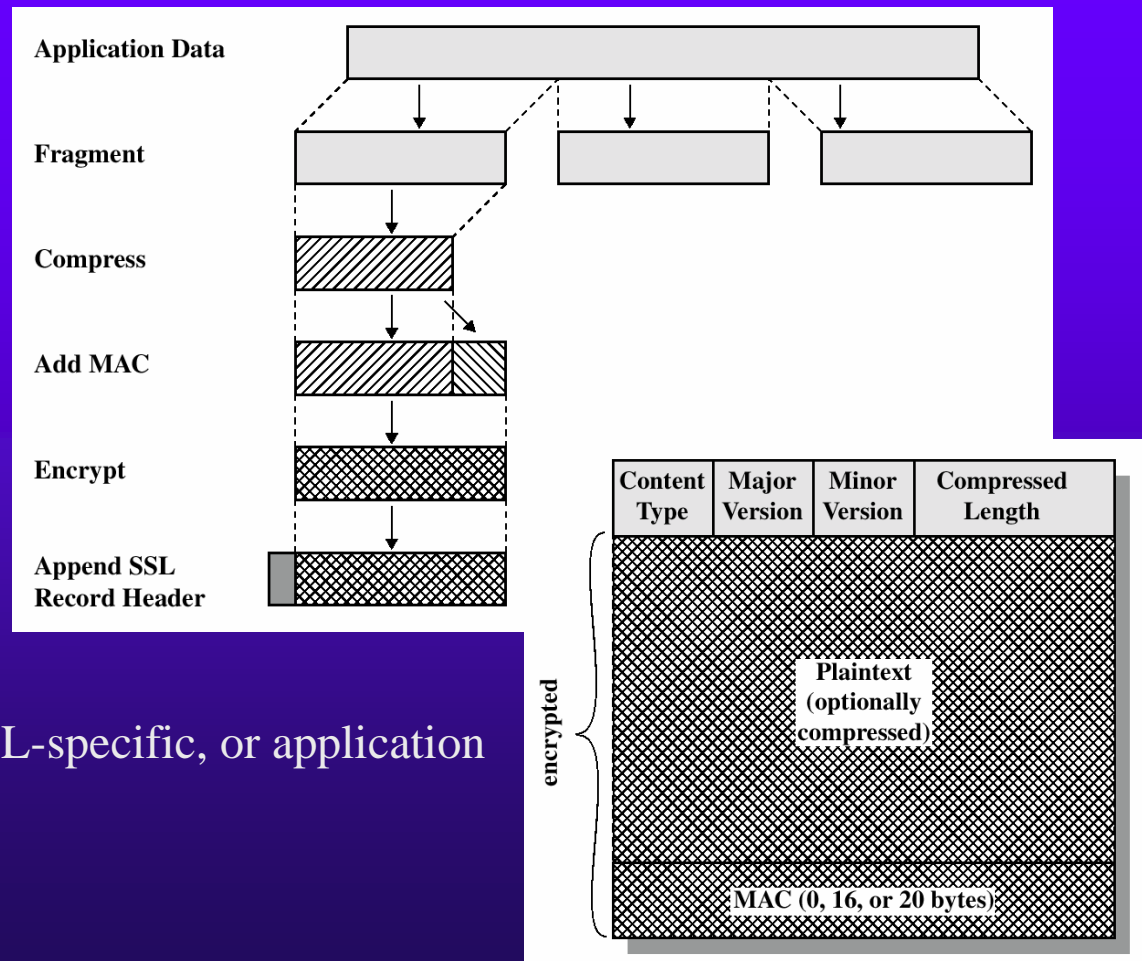 Application Data
Fragment
Compress
Add MAC
Encrypt
Append SSL
Record Header
Content
Type
Major
Version
Minor
Version
Compressed
Length
encrypted
Plaintext
(optionally
compressed)
MAC (0, 16, or 20 bytes)
L-specific, or application